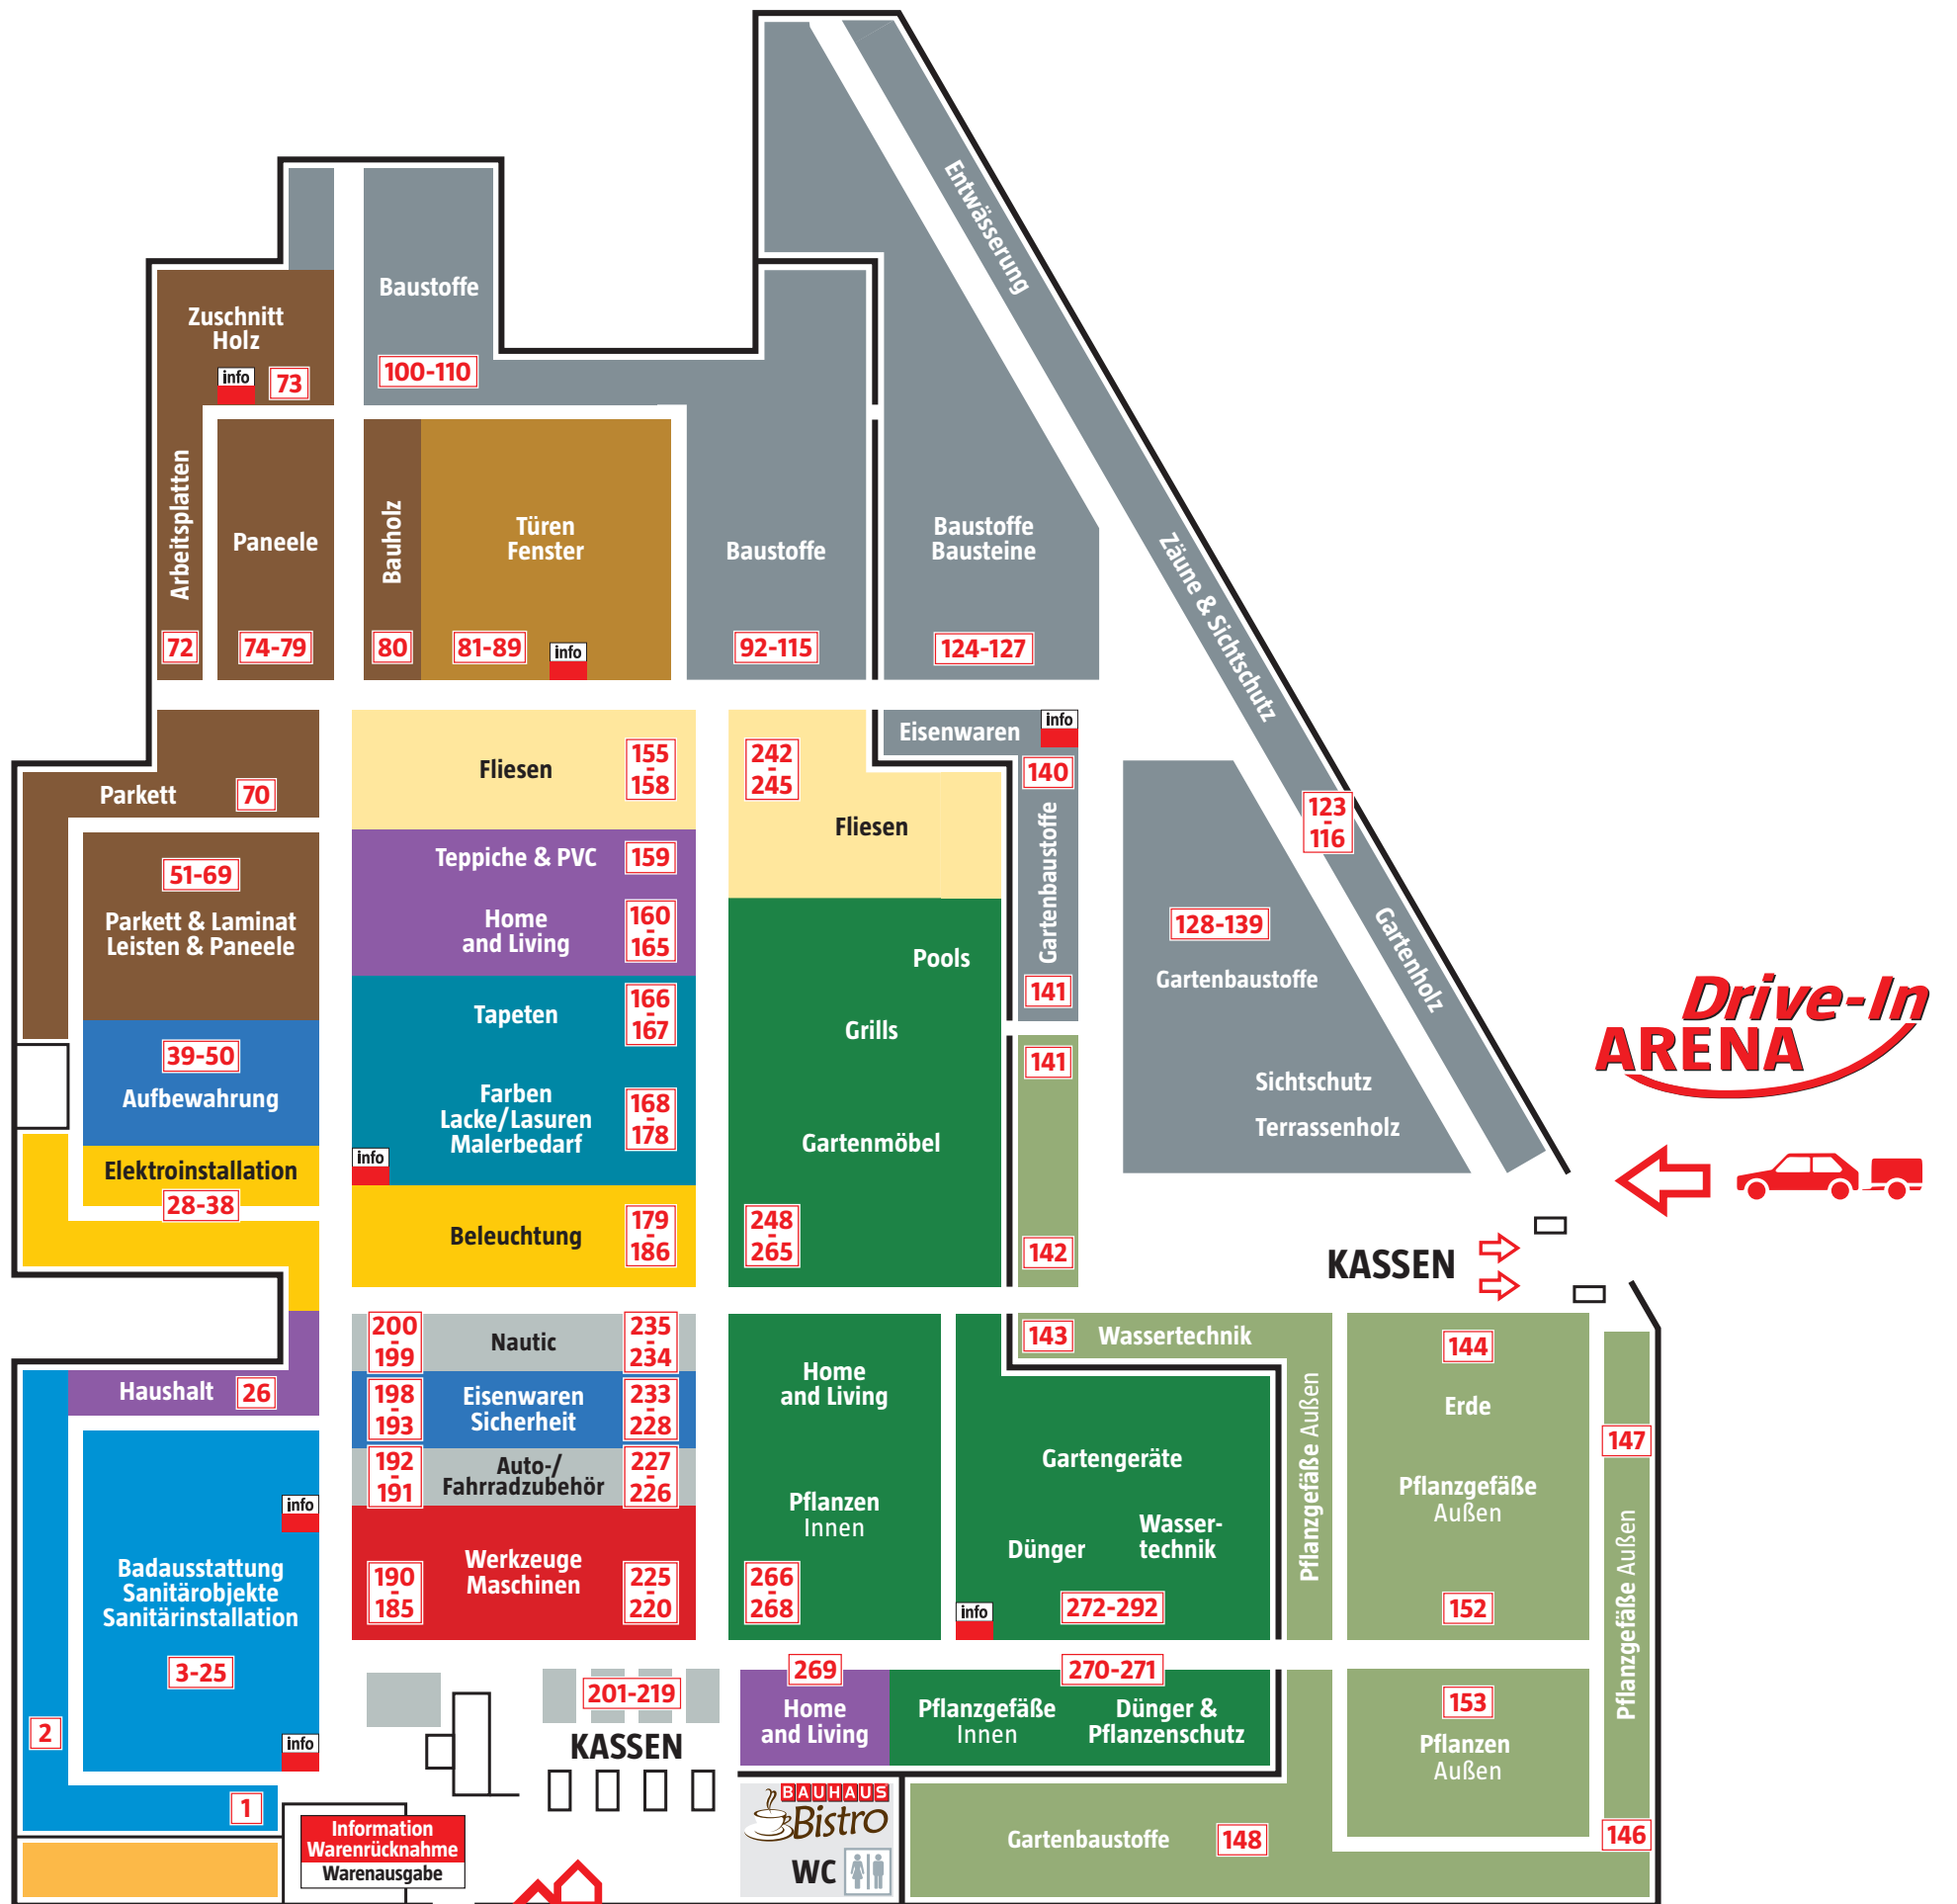 Entwässerung
Zäune & Sichtschutz
123
-
116
Gartenholz
Zuschnitt
Holz
info
73
Baustoffe
100-110
Arbeitsplatten
72
Paneele
74-79
Bauholz
80
Türen
Fenster
81-89
info
Baustoffe
92-115
Baustoffe
Bausteine
124-127
Parkett
70
51-69
Parkett & Laminat
Leisten & Paneele
39-50
Aufbewahrung
Elektroinstallation
28-38
Fliesen
155
-
158
Teppiche & PVC
159
Home
and Living
160
-
165
Tapeten
166
-
167
Farben
Lacke/Lasuren
Malerbedarf
168
-
178
info
Beleuchtung
179
-
186
242
-
245
Fliesen
Pools
Grills
Gartenmöbel
248
-
265
Eisenwaren
info
140
Gartenbaustoffe
141
141
142
128-139
Gartenbaustoffe
Sichtschutz
Terrassenholz
Drive-In
ARENA
KASSEN
Haushalt
26
info
Badausstattung
Sanitärobjekte
Sanitärinstallation
3-25
info
2
1
200
-
199
Nautic
235
-
234
198
-
193
Eisenwaren
Sicherheit
233
-
228
192
-
191
Auto-/
Fahrradzubehör
227
-
226
190
-
185
Werkzeuge
Maschinen
225
-
220
Home
and Living
Pflanzen
Innen
266
-
268
Gartengeräte
Dünger
Wasser-
technik
info
272-292
143
Wassertechnik
Pflanzgefäße Außen
144
Erde
Pflanzgefäße
Außen
152
147
Pflanzgefäße Außen
146
201-219
KASSEN
269
Home
and Living
270-271
Pflanzgefäße
Innen
Dünger &
Pflanzenschutz
153
Pflanzen
Außen
Information
Warenrücknahme
Warenausgabe
BAUHAUS
Bistro
WC
Gartenbaustoffe
148